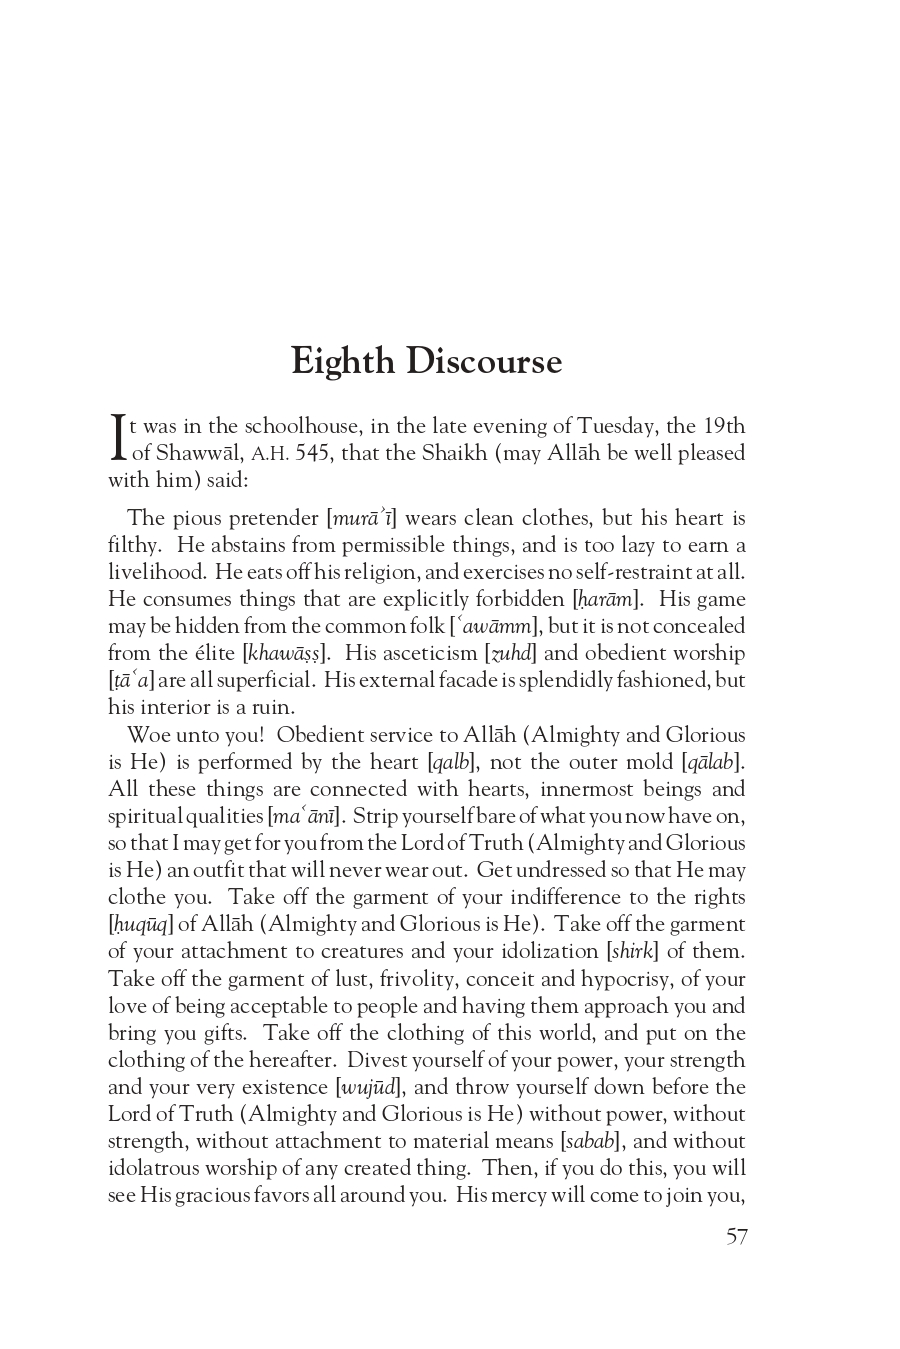 Eighth Discourse
It was in the schoolhouse, in the late evening of Tuesday, the 19th
of Shawwāl, A.H. 545, that the Shaikh (may Allāh be well pleased
with him) said:
The pious pretender [murāʾī] wears clean clothes, but his heart is
filthy. He abstains from permissible things, and is too lazy to earn a
livelihood. He eats off his religion, and exercises no self-restraint at all.
He consumes things that are explicitly forbidden [ḥarām]. His game
may be hidden from the common folk [ʿawāmm], but it is not concealed
from the élite [khawāṣṣ]. His asceticism [zuhd] and obedient worship
[ṭāʿa] are all superficial. His external facade is splendidly fashioned, but
his interior is a ruin.
Woe unto you! Obedient service to Allāh (Almighty and Glorious
is He) is performed by the heart [qalb], not the outer mold [qālab].
All these things are connected with hearts, innermost beings and
spiritual qualities [maʿānī]. Strip yourself bare of what you now have on,
so that I may get for you from the Lord of Truth (Almighty and Glorious
is He) an outfit that will never wear out. Get undressed so that He may
clothe you. Take off the garment of your indifference to the rights
[ḥuqūq] of Allāh (Almighty and Glorious is He). Take off the garment
of your attachment to creatures and your idolization [shirk] of them.
Take off the garment of lust, frivolity, conceit and hypocrisy, of your
love of being acceptable to people and having them approach you and
bring you gifts. Take off the clothing of this world, and put on the
clothing of the hereafter. Divest yourself of your power, your strength
and your very existence [wujūd], and throw yourself down before the
Lord of Truth (Almighty and Glorious is He) without power, without
strength, without attachment to material means [sabab], and without
idolatrous worship of any created thing. Then, if you do this, you will
see His gracious favors all around you. His mercy will come to join you,
57